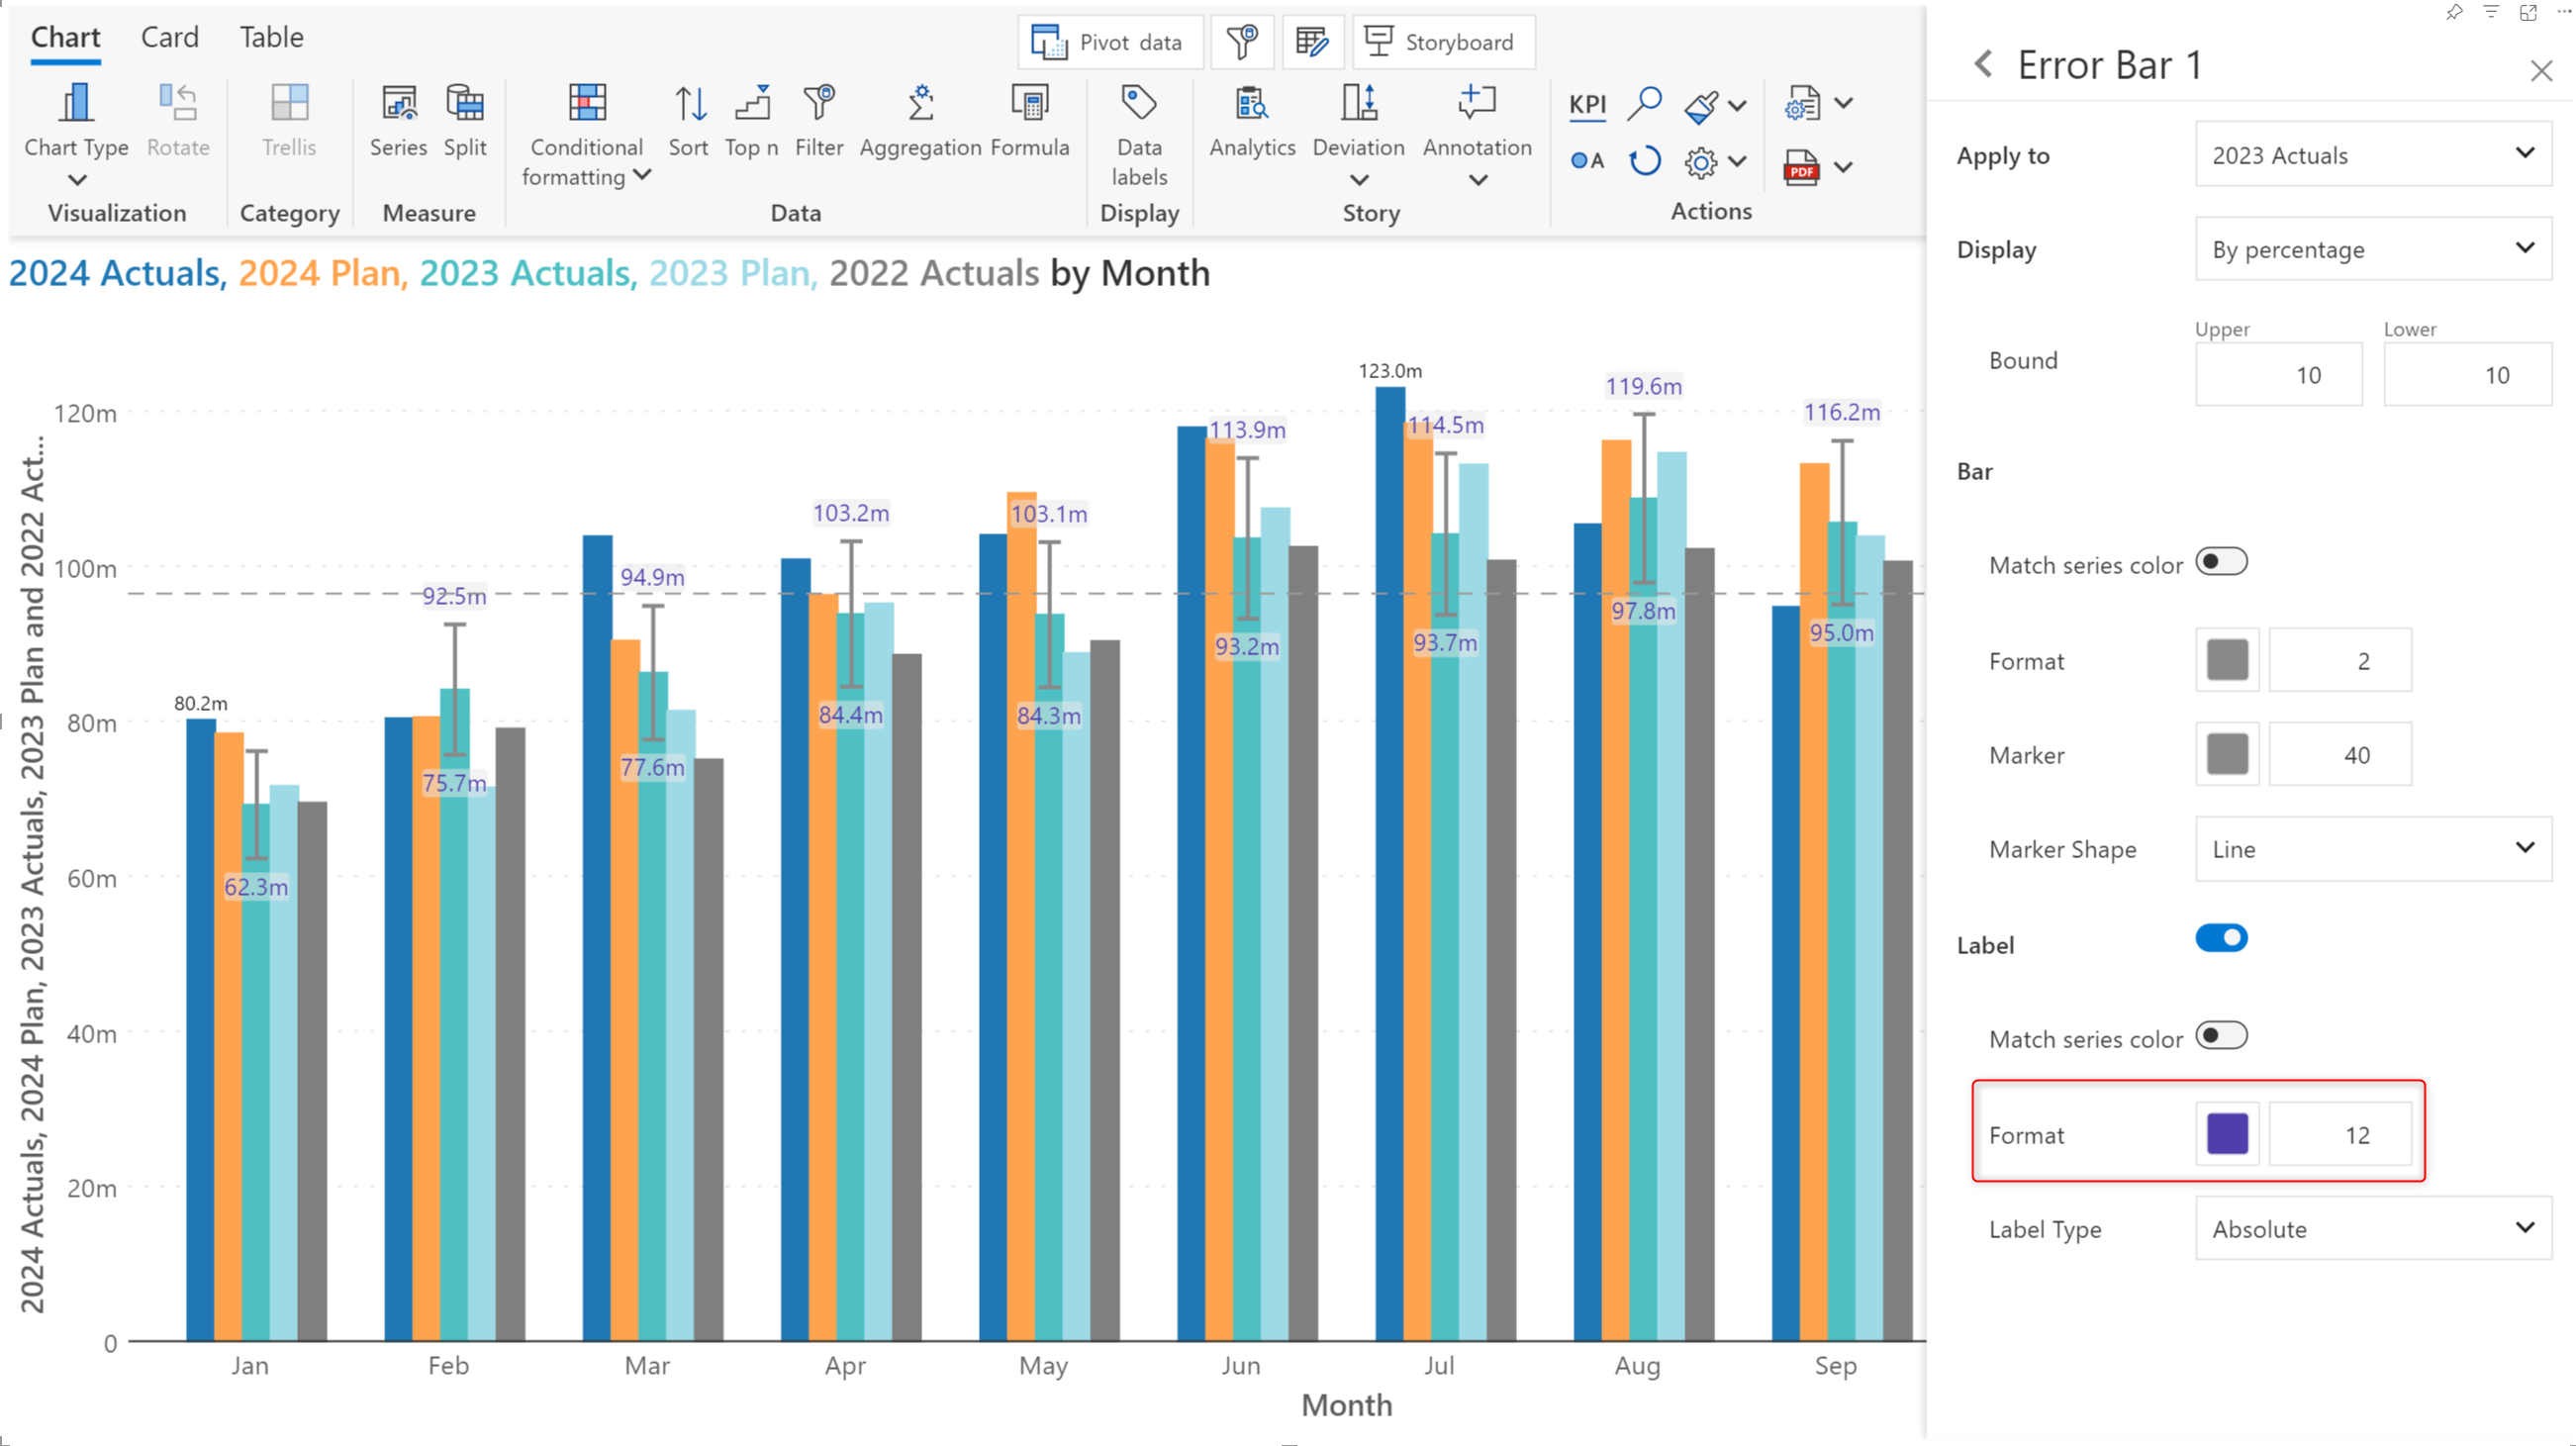 Chart Card Table
Pivot data Storyboard
Chart Type Rotate Trellis Series Split Conditional formatting Sort Top n Filter Aggregation Formula Data labels Analytics Deviation Annotation KPI
A PDF
Visualization Category Measure Data Display Story Actions
2024 Actuals, 2024 Plan, 2023 Actuals, 2023 Plan, 2022 Actuals by Month
2024 Actuals, 2024 Plan, 2023 Actuals, 2023 Plan and 2022 Act...
120m
100m
80m
60m
40m
20m
0
80.2m
62.3m
92.5m
75.7m
94.9m
77.6m
103.2m
84.4m
103.1m
84.3m
113.9m
93.2m
123.0m
114.5m
93.7m
119.6m
97.8m
116.2m
95.0m
Jan Feb Mar Apr May Jun Jul Aug Sep
Month
Error Bar 1
Apply to 2023 Actuals
Display By percentage
Upper Lower
Bound 10 10
Bar
Match series color
Format 2
Marker 40
Marker Shape Line
Label
Match series color
Format 12
Label Type Absolute